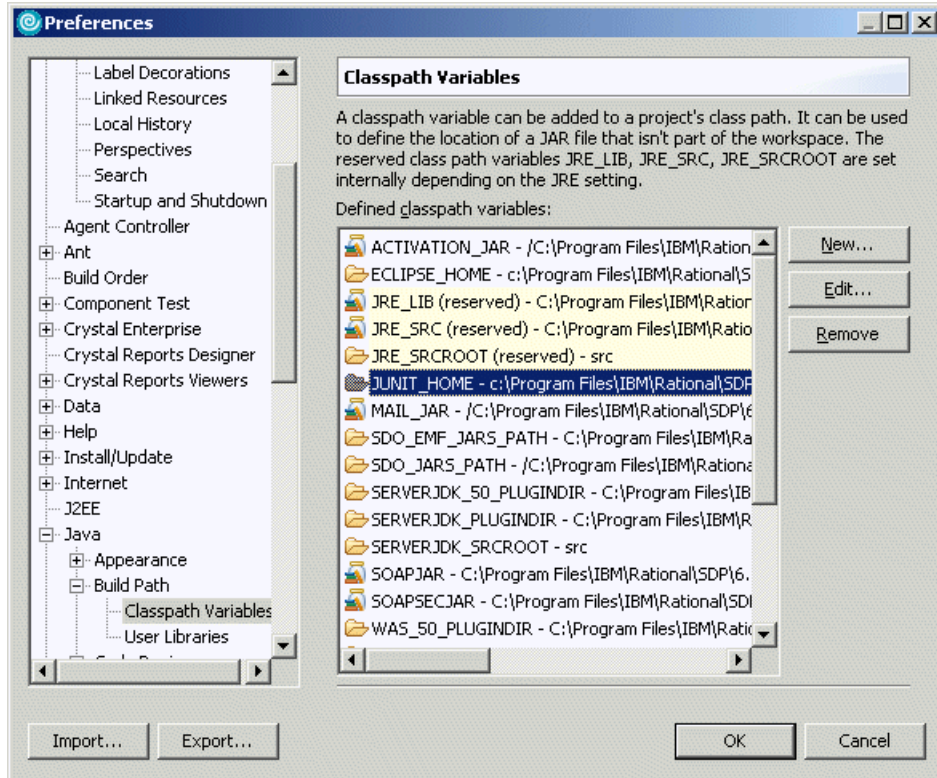 Preferences
Label Decorations
Linked Resources
Local History
Perspectives
Search
Startup and Shutdown
Agent Controller
Ant
Build Order
Component Test
Crystal Enterprise
Crystal Reports Designer
Crystal Reports Viewers
Data
Help
Install/Update
Internet
J2EE
Java
Appearance
Build Path
Classpath Variables
User Libraries
Classpath Variables
A classpath variable can be added to a project's class path. It can be used
to define the location of a JAR file that isn't part of the workspace. The
reserved class path variables JRE_LIB, JRE_SRC, JRE_SRCROOT are set
internally depending on the JRE setting.
Defined classpath variables:
ACTIVATION_JAR - /C:\Program Files\IBM\Ration
ECLIPSE_HOME - c:\Program Files\IBM\Rational\S
JRE_LIB (reserved) - C:\Program Files\IBM\Ration
JRE_SRC (reserved) - C:\Program Files\IBM\Ratio
JRE_SRCROOT (reserved) - src
JUNIT_HOME - c:\Program Files\IBM\Rational\SDP
MAIL_JAR - /C:\Program Files\IBM\Rational\SDP\6
SDO_EMF_JARS_PATH - C:\Program Files\IBM\Ra
SDO_JARS_PATH - /C:\Program Files\IBM\Rationa
SERVERJDK_50_PLUGINDIR - C:\Program Files\IB
SERVERJDK_PLUGINDIR - C:\Program Files\IBM\R
SERVERJDK_SRCROOT - src
SOAPJAR - C:\Program Files\IBM\Rational\SDP\6.
SOAPSECJAR - C:\Program Files\IBM\Rational\SD
WAS_50_PLUGINDIR - C:\Program Files\IBM\Ratio
New...
Edit...
Remove
Import...
Export...
OK
Cancel